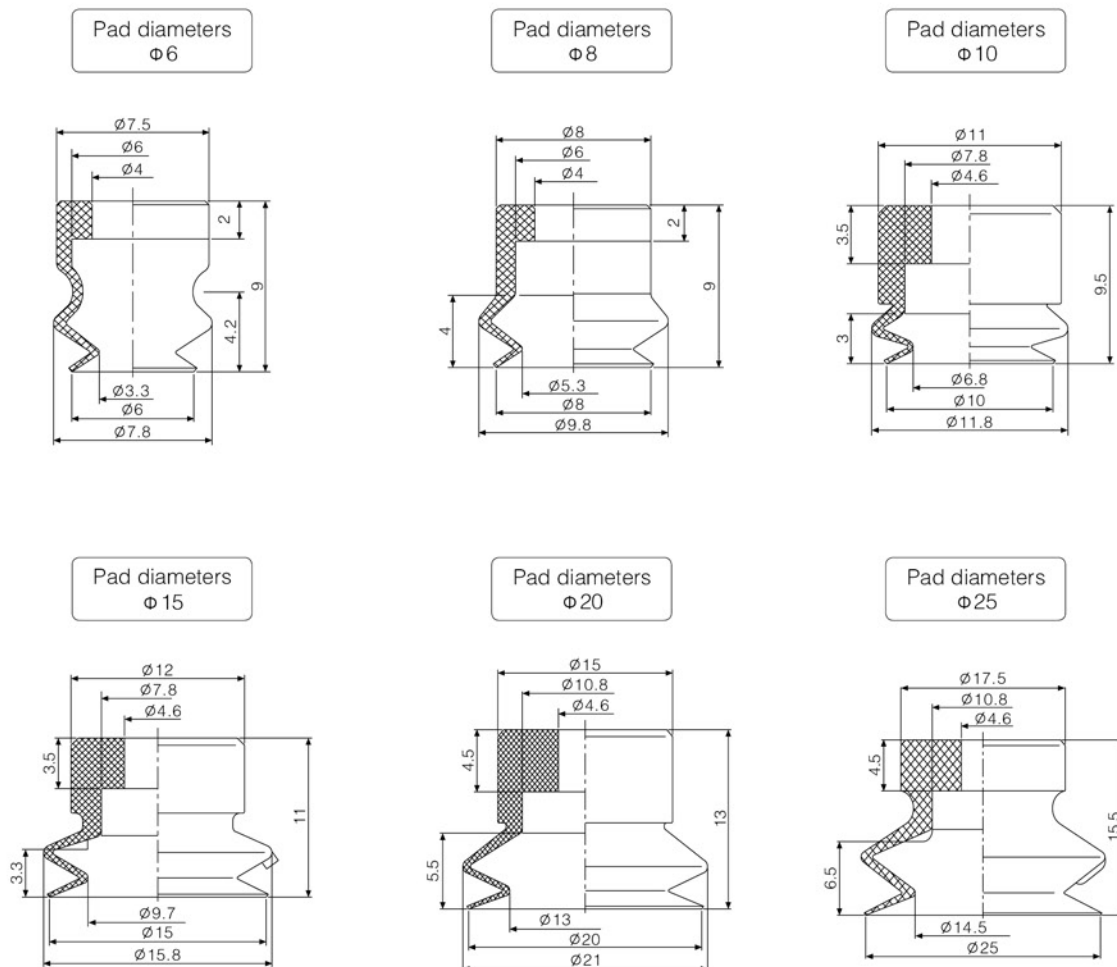 Pad diameters
Φ6
Pad diameters
Φ8
Pad diameters
Φ10
Ø7.5
Ø6
Ø4
2
9
4.2
Ø3.3
Ø6
Ø7.8
Ø8
Ø6
Ø4
2
9
4
Ø5.3
Ø8
Ø9.8
Ø11
Ø7.8
Ø4.6
3.5
9.5
3
Ø6.8
Ø10
Ø11.8
Pad diameters
Φ15
Pad diameters
Φ20
Pad diameters
Φ25
Ø12
Ø7.8
Ø4.6
3.5
11
3.3
Ø9.7
Ø15
Ø15.8
Ø15
Ø10.8
Ø4.6
4.5
13
5.5
Ø13
Ø20
Ø21
Ø17.5
Ø10.8
Ø4.6
4.5
15.5
6.5
Ø14.5
Ø25